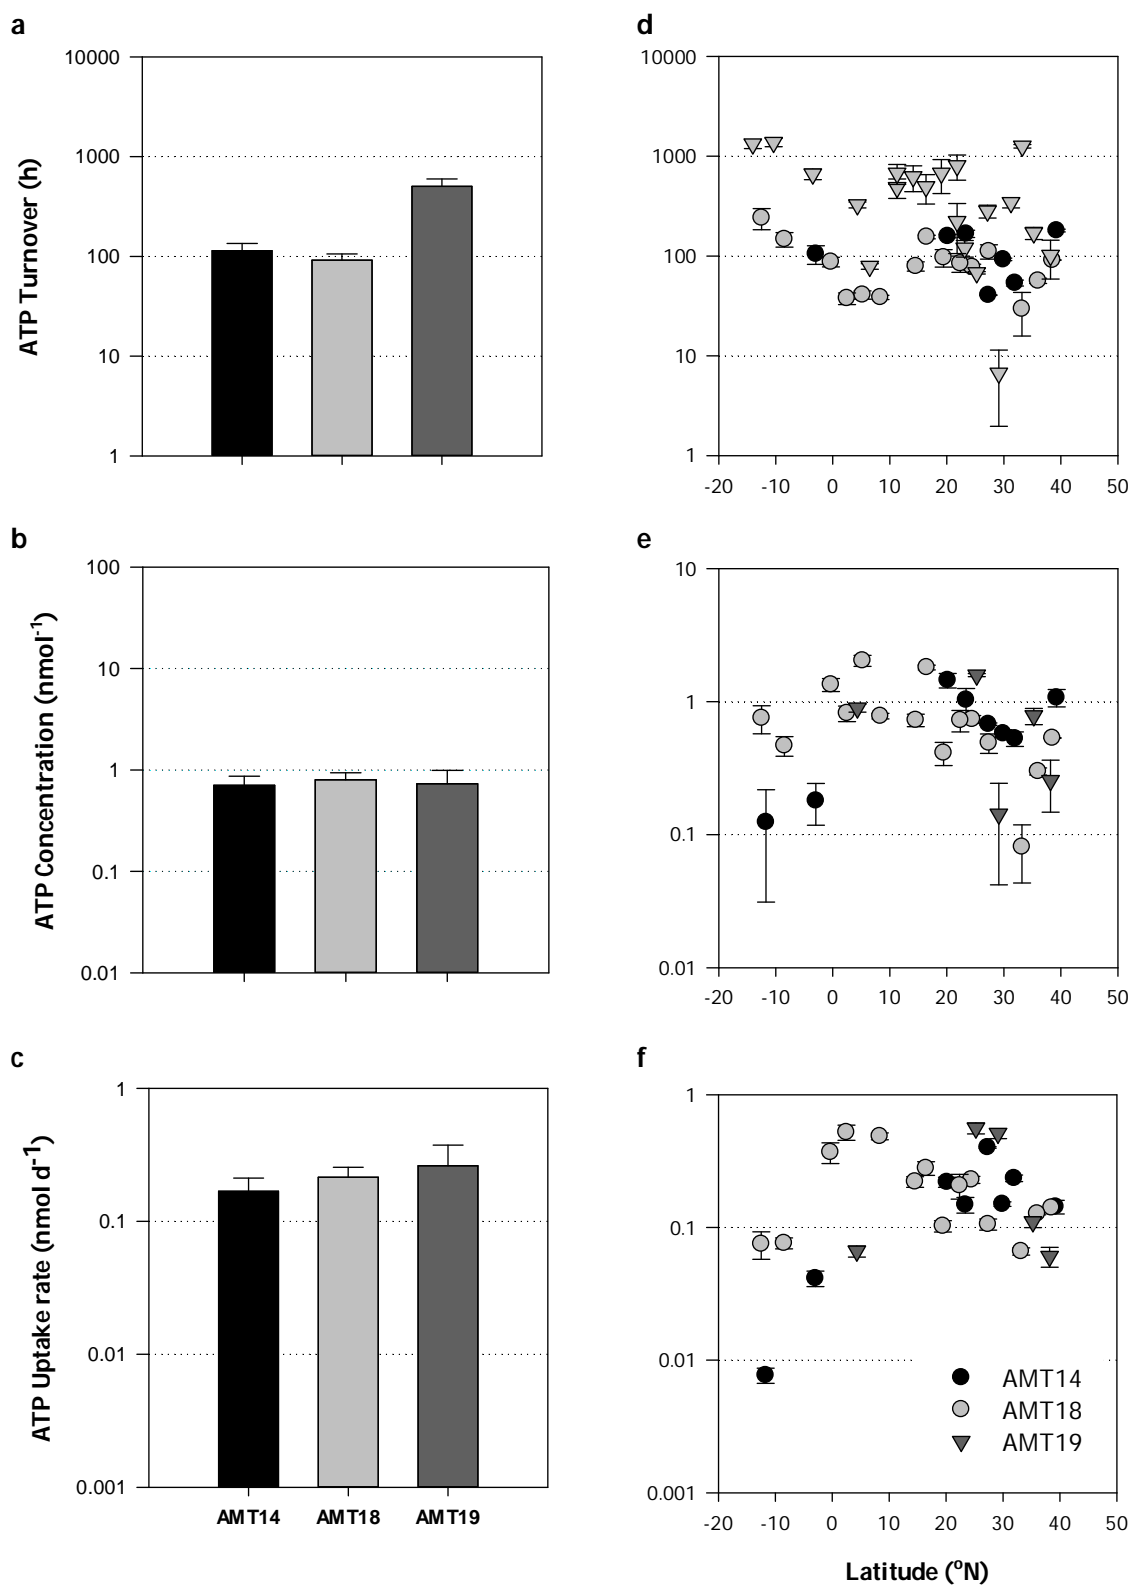 a
10000
1000
100
10
1
ATP Turnover (h)
d
10000
1000
100
10
1
-20 -10 0 10 20 30 40 50
b
100
10
1
0.1
0.01
ATP Concentration (nmol-1)
e
10
1
0.1
0.01
-20 -10 0 10 20 30 40 50
c
1
0.1
0.01
0.001
ATP Uptake rate (nmol d-1)
AMT14 AMT18 AMT19
f
1
0.1
0.01
0.001
AMT14
AMT18
AMT19
-20 -10 0 10 20 30 40 50
Latitude (oN)